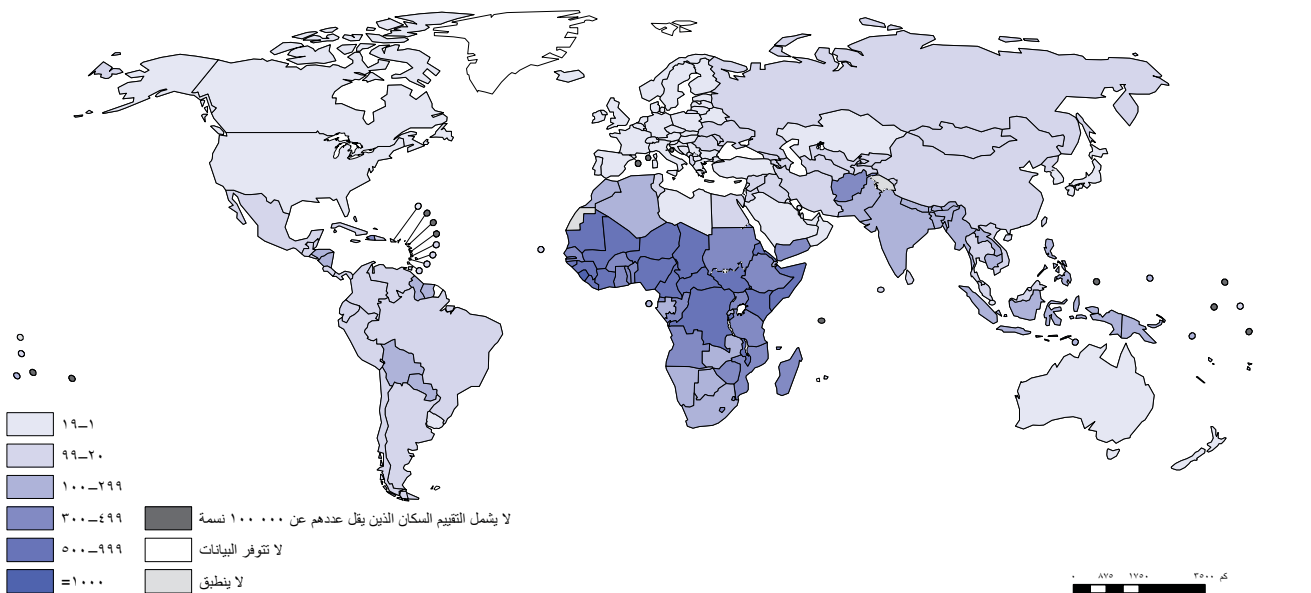 ١–١٩
٢٠–٩٩
١٠٠–٢٩٩
٣٠٠–٤٩٩
٥٠٠–٩٩٩
=١٠٠٠
لا يشمل التقييم السكان الذين يقل عددهم عن ١٠٠ ٠٠٠ نسمة
لا تتوفر البيانات
لا ينطبق
٠ ٨٧٥ ١٧٥٠ ٣٥٠٠ كم